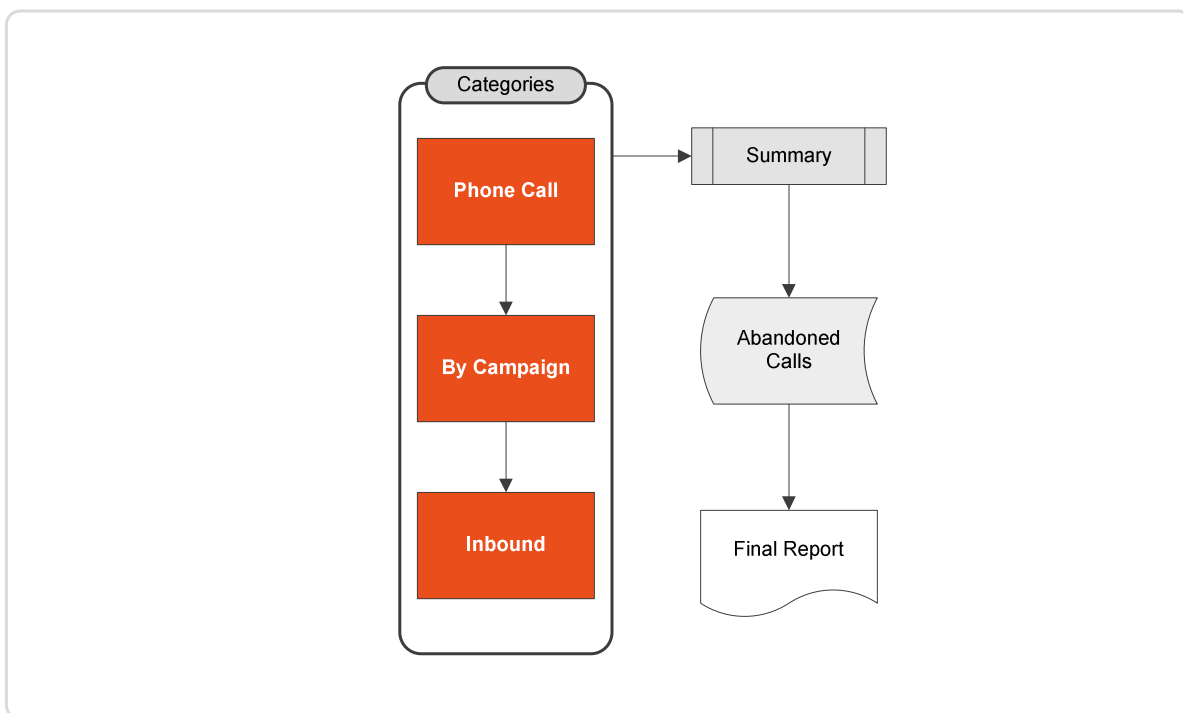 Categories
Phone Call
By Campaign
Inbound
Summary
Abandoned
Calls
Final Report